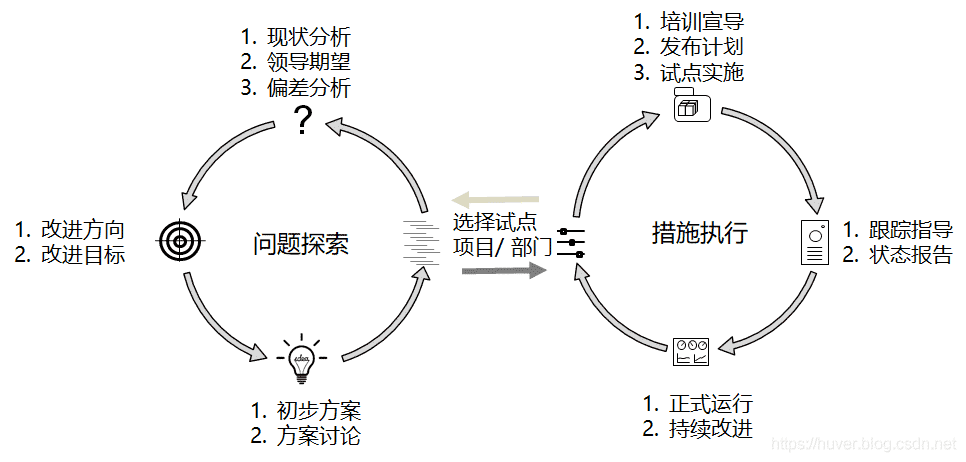 1. 现状分析
2. 领导期望
3. 偏差分析
?
1. 改进方向
2. 改进目标
问题探索
idea
1. 初步方案
2. 方案讨论
选择试点
项目/ 部门
1. 培训宣导
2. 发布计划
3. 试点实施
措施执行
1. 跟踪指导
2. 状态报告
1. 正式运行
2. 持续改进
https://huver.blog.csdn.net